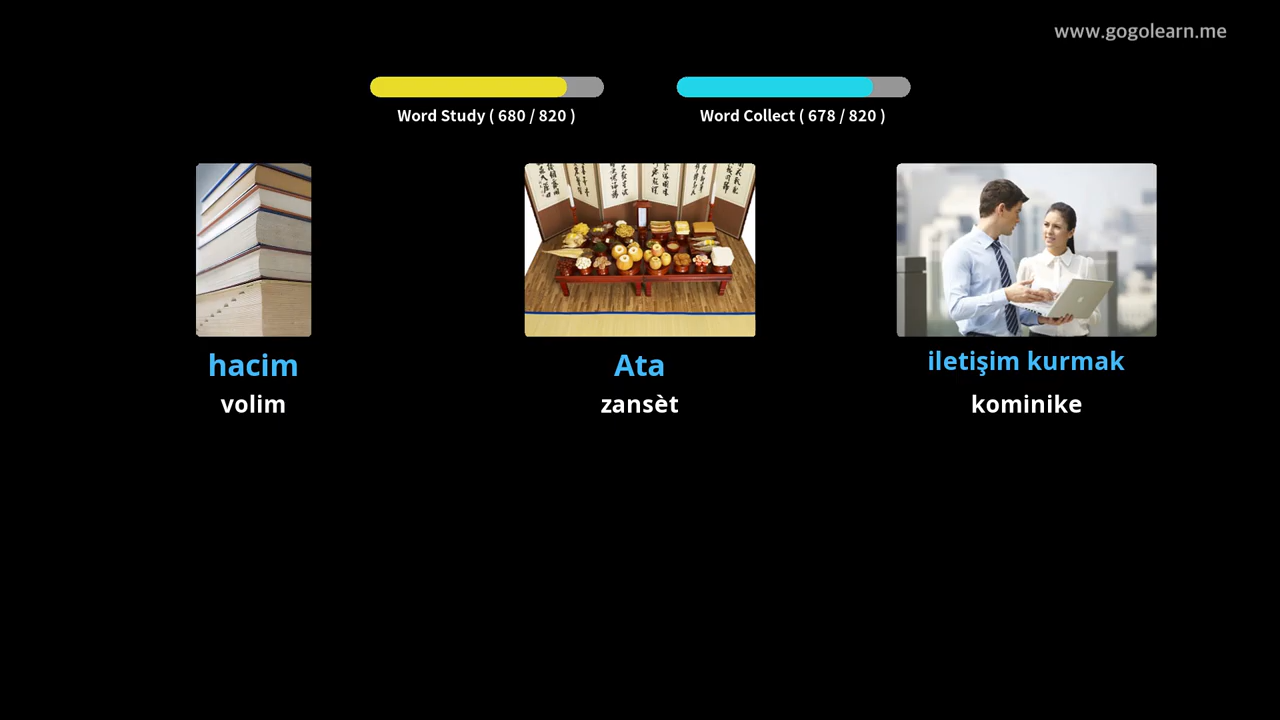 www.gogolearn.me
Word Study ( 680 / 820 )
Word Collect ( 678 / 820 )
hacim
Ata
iletişim kurmak
volim
zansèt
kominike